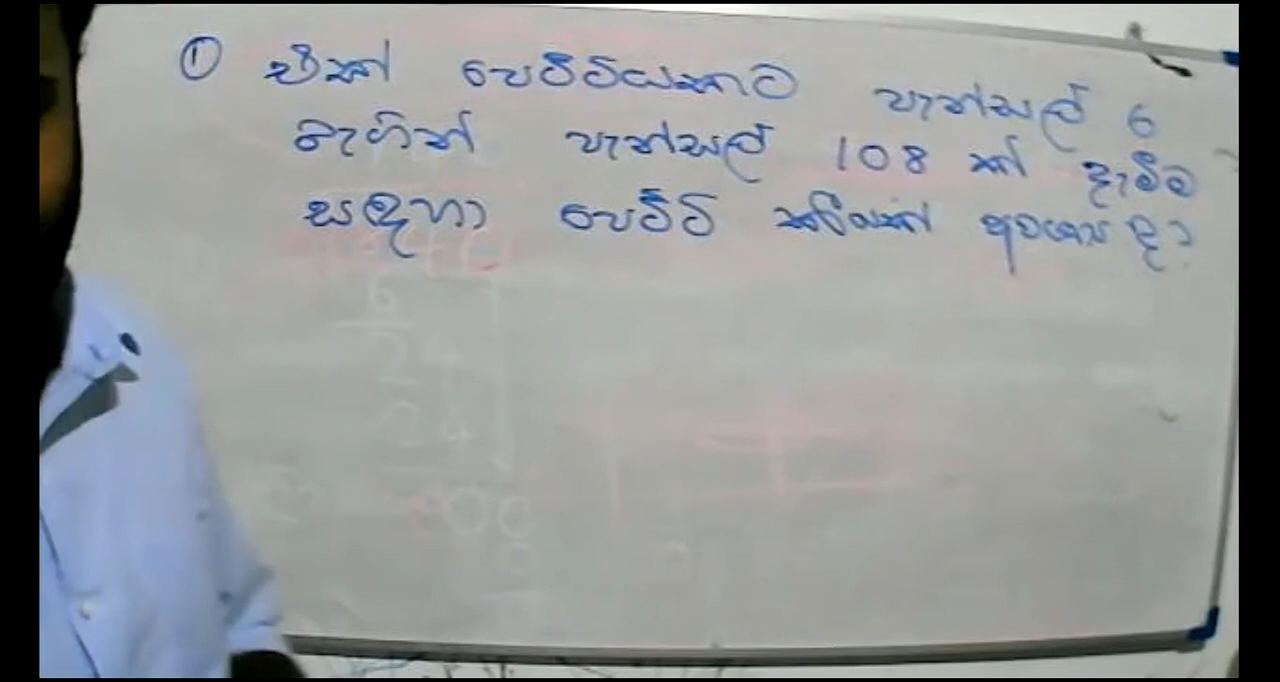 ① එක් පෙට්ටියකට පැන්සල් 6
බැගින් පැන්සල් 108 ක් දැමීම
සඳහා පෙට්ටි කීයක් අවශ්‍ය ද?